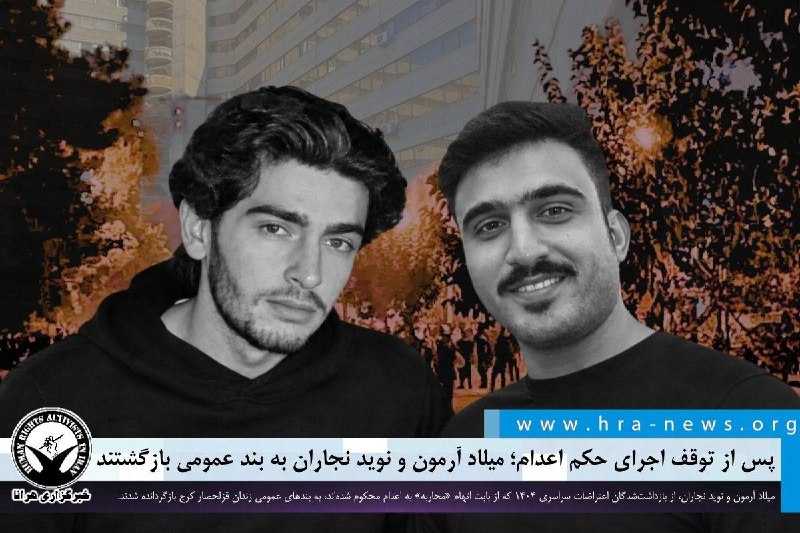 www.hra-news.org
HUMAN RIGHTS ACTIVISTS IN IRAN
پس از توقف اجرای حکم اعدام؛ میلاد آرمون و نوید نجاران به بند عمومی بازگشتند
خبرگزاری هرانا
میلاد آرمون و نوید نجاران، از بازداشت‌شدگان اعتراضات سراسری ۱۴۰۴ که از بابت اتهام «محاربه» به اعدام محکوم شده‌اند، به بندهای عمومی زندان قزلحصار کرج بازگردانده شدند.